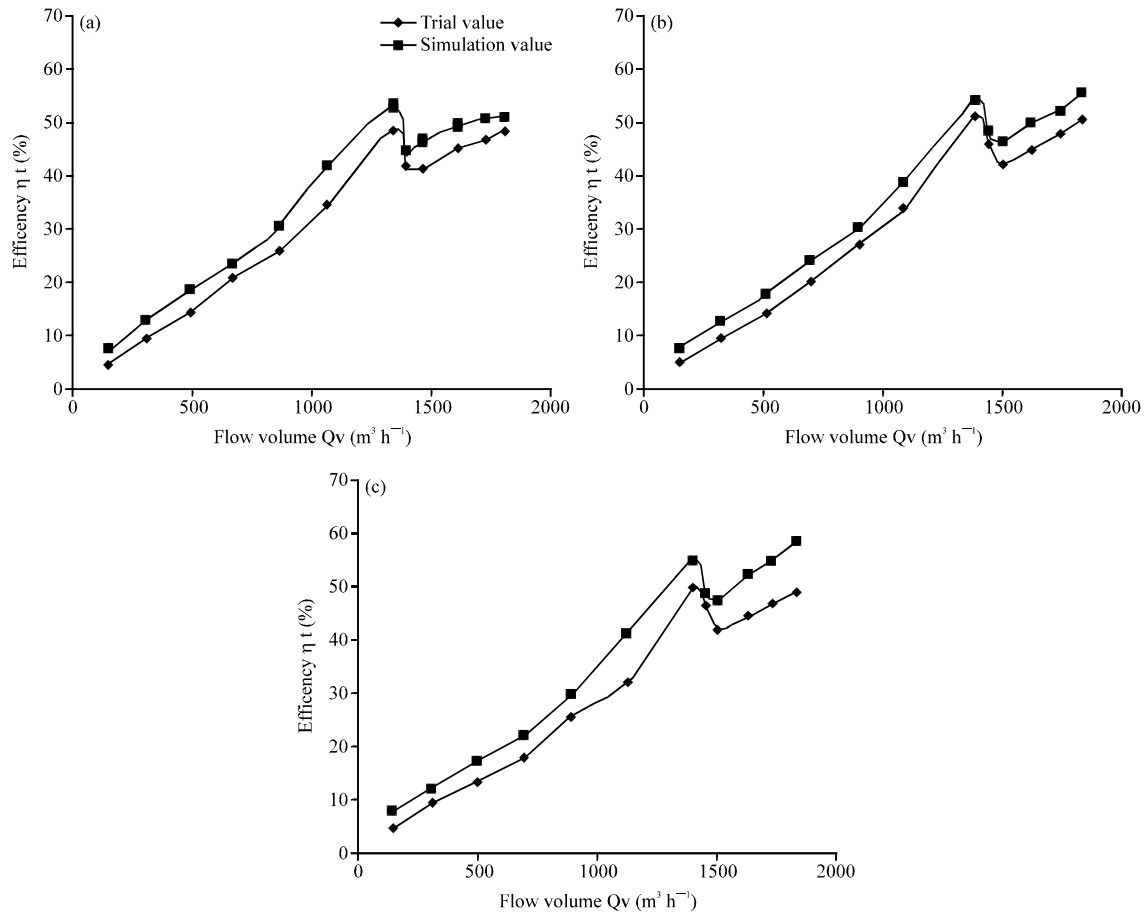 (a)
Trial value
Simulation value
70
60
50
40
30
20
10
0
Efficency η t (%)
0 500 1000 1500 2000
Flow volume Qv (m³ h⁻¹)
(b)
70
60
50
40
30
20
10
0
Efficency η t (%)
0 500 1000 1500 2000
Flow volume Qv (m³ h⁻¹)
(c)
70
60
50
40
30
20
10
0
Efficency η t (%)
0 500 1000 1500 2000
Flow volume Qv (m³ h⁻¹)